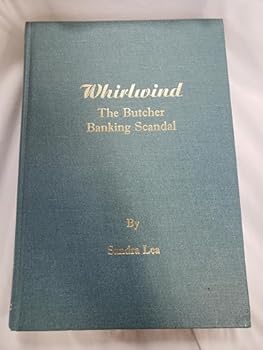 Whirlwind
The Butcher
Banking Scandal
By
Sandra Lea